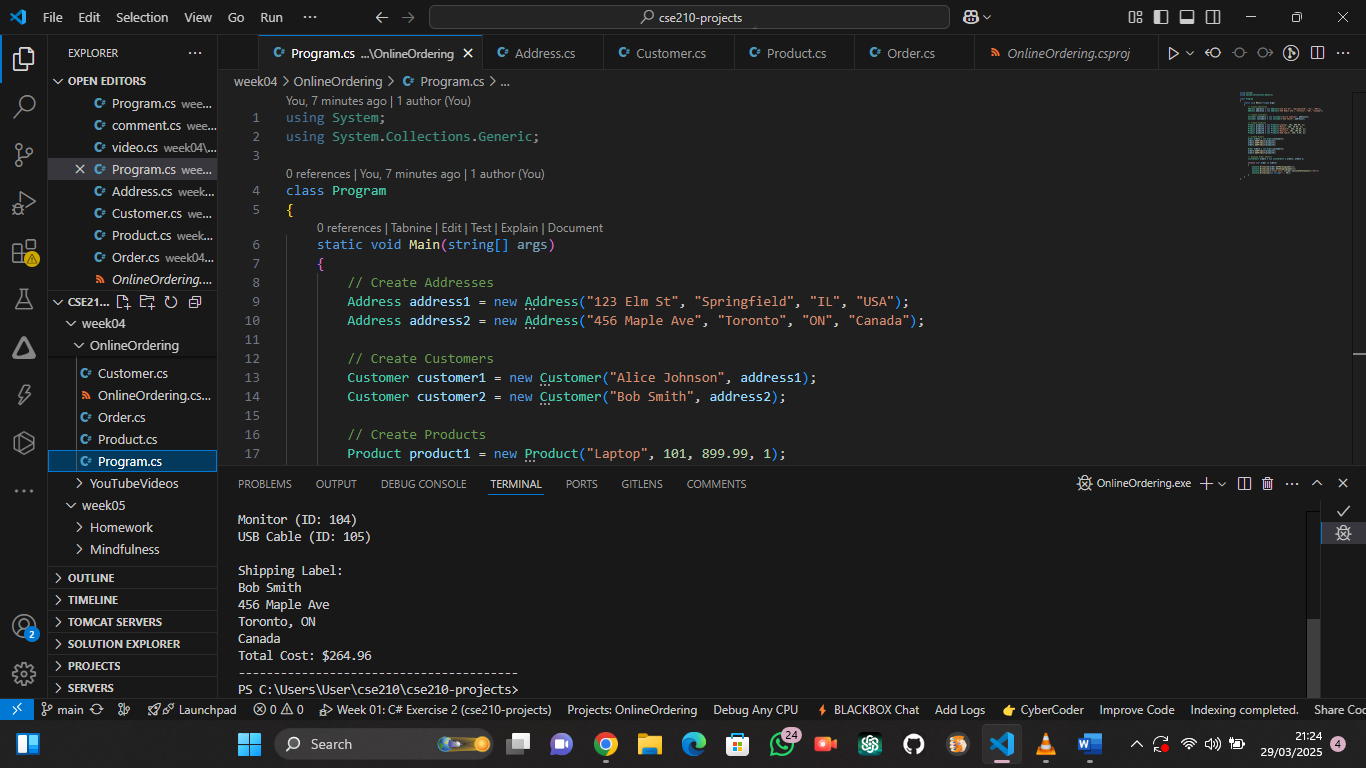 File Edit Selection View Go Run ···
cse210-projects
EXPLORER ···
OPEN EDITORS
Program.cs wee...
comment.cs wee...
video.cs week04\...
Program.cs wee...
Address.cs week...
Customer.cs we...
Product.cs week...
Order.cs week04...
OnlineOrdering....
CSE21...
week04
OnlineOrdering
Customer.cs
OnlineOrdering.cs...
Order.cs
Product.cs
Program.cs
YouTubeVideos
week05
Homework
Mindfulness
OUTLINE
TIMELINE
TOMCAT SERVERS
SOLUTION EXPLORER
PROJECTS
SERVERS
2
Program.cs ...\OnlineOrdering Address.cs Customer.cs Product.cs Order.cs OnlineOrdering.csproj
week04 > OnlineOrdering > Program.cs > ...
You, 7 minutes ago | 1 author (You)
1 using System;
2 using System.Collections.Generic;
3
0 references | You, 7 minutes ago | 1 author (You)
4 class Program
5 {
0 references | Tabnine | Edit | Test | Explain | Document
6 static void Main(string[] args)
7 {
8 // Create Addresses
9 Address address1 = new Address("123 Elm St", "Springfield", "IL", "USA");
10 Address address2 = new Address("456 Maple Ave", "Toronto", "ON", "Canada");
11
12 // Create Customers
13 Customer customer1 = new Customer("Alice Johnson", address1);
14 Customer customer2 = new Customer("Bob Smith", address2);
15
16 // Create Products
17 Product product1 = new Product("Laptop", 101, 899.99, 1);
PROBLEMS OUTPUT DEBUG CONSOLE TERMINAL PORTS GITLENS COMMENTS OnlineOrdering.exe
Monitor (ID: 104)
USB Cable (ID: 105)
Shipping Label:
Bob Smith
456 Maple Ave
Toronto, ON
Canada
Total Cost: $264.96
----------------------------------------
PS C:\Users\User\cse210\cse210-projects>
main Launchpad 0 0 Week 01: C# Exercise 2 (cse210-projects) Projects: OnlineOrdering Debug Any CPU BLACKBOX Chat Add Logs CyberCoder Improve Code Indexing completed. Share Co
Search 24 21:24
29/03/2025 4